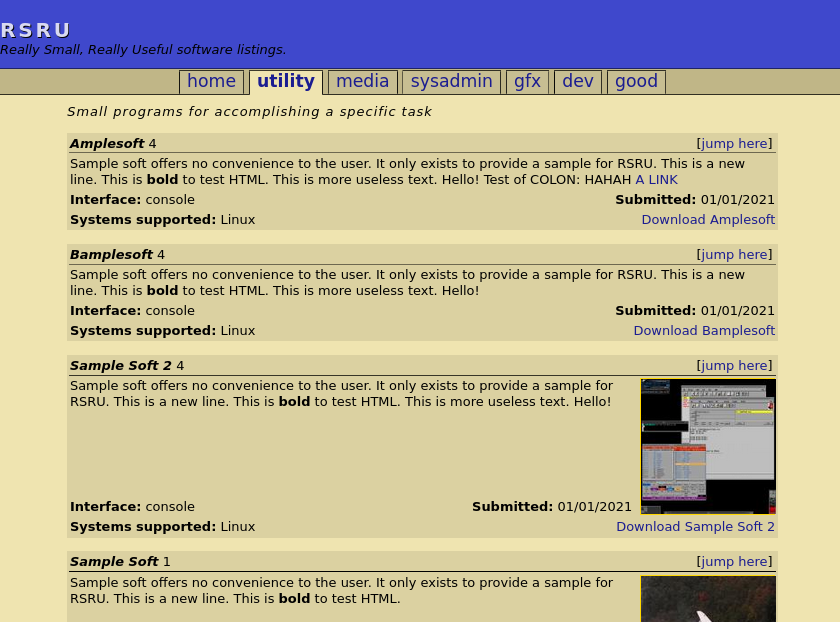 RSRU
Really Small, Really Useful software listings.
home utility media sysadmin gfx dev good
Small programs for accomplishing a specific task
Amplesoft 4 [jump here]
Sample soft offers no convenience to the user. It only exists to provide a sample for RSRU. This is a new
line. This is bold to test HTML. This is more useless text. Hello! Test of COLON: HAHAH A LINK
Interface: console Submitted: 01/01/2021
Systems supported: Linux Download Amplesoft
Bamplesoft 4 [jump here]
Sample soft offers no convenience to the user. It only exists to provide a sample for RSRU. This is a new
line. This is bold to test HTML. This is more useless text. Hello!
Interface: console Submitted: 01/01/2021
Systems supported: Linux Download Bamplesoft
Sample Soft 2 4 [jump here]
Sample soft offers no convenience to the user. It only exists to provide a sample for
RSRU. This is a new line. This is bold to test HTML. This is more useless text. Hello!
Interface: console Submitted: 01/01/2021
Systems supported: Linux Download Sample Soft 2
Sample Soft 1 [jump here]
Sample soft offers no convenience to the user. It only exists to provide a sample for
RSRU. This is a new line. This is bold to test HTML.